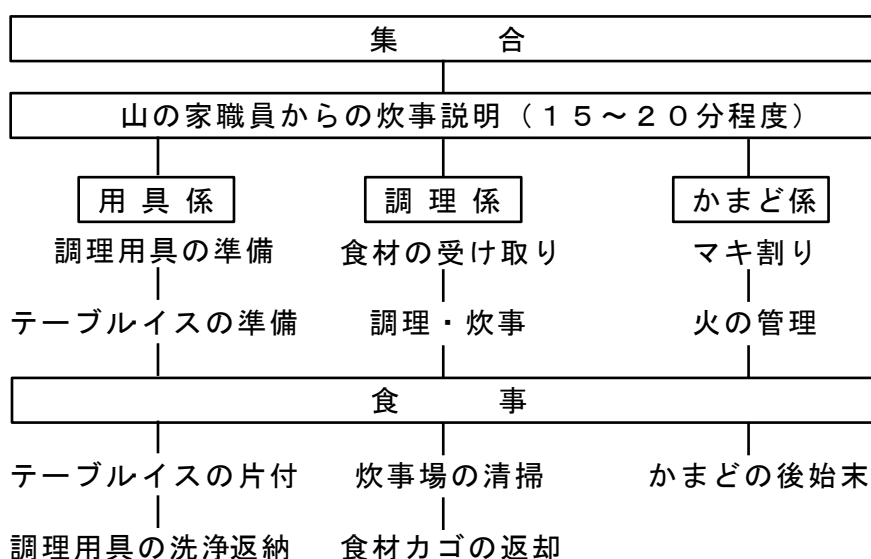 集　合
山の家職員からの炊事説明（１５～２０分程度）
用具係　調理係　かまど係
調理用具の準備　食材の受け取り　マキ割り
テーブルイスの準備　調理・炊事　火の管理
食　事
テーブルイスの片付　炊事場の清掃　かまどの後始末
調理用具の洗浄返納　食材カゴの返却